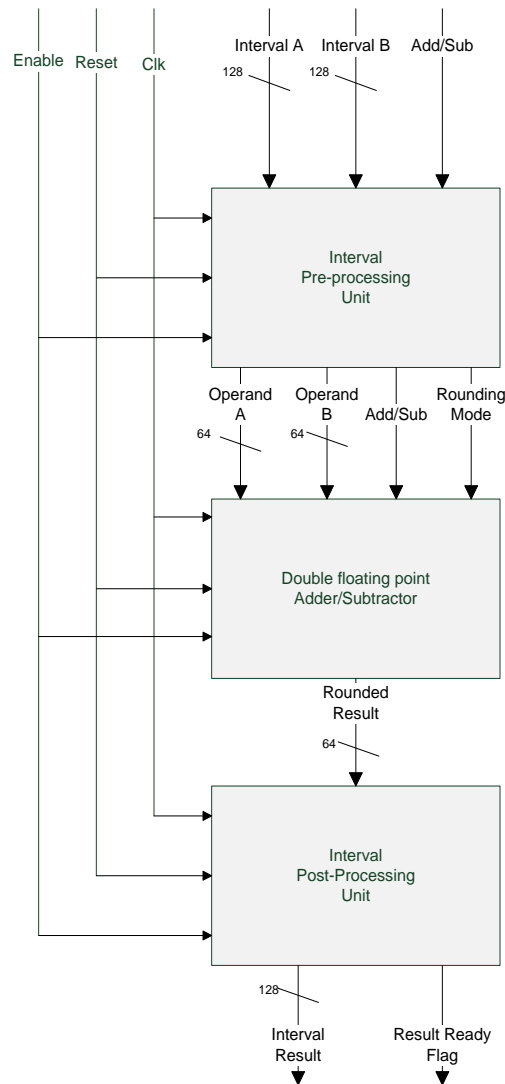 Enable
Reset
Clk
Interval A
Interval B
Add/Sub
128
128
Interval
Pre-processing
Unit
Operand
A
Operand
B
Add/Sub
Rounding
Mode
64
64
Double floating point
Adder/Subtractor
Rounded
Result
64
Interval
Post-Processing
Unit
128
Interval
Result
Result Ready
Flag